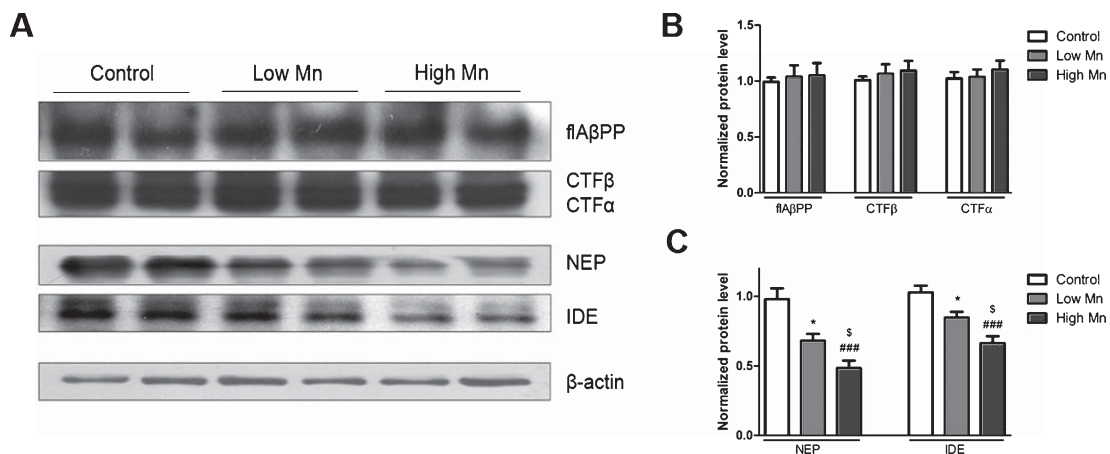 A
Control Low Mn High Mn
flAβPP
CTFβ
CTFα
NEP
IDE
β-actin
B
Normalized protein level
1.5
1.0
0.5
0.0
flAβPP CTFβ CTFα
Control
Low Mn
High Mn
C
Normalized protein level
1.0
0.5
0.0
* $
###
* $
###
NEP IDE
Control
Low Mn
High Mn